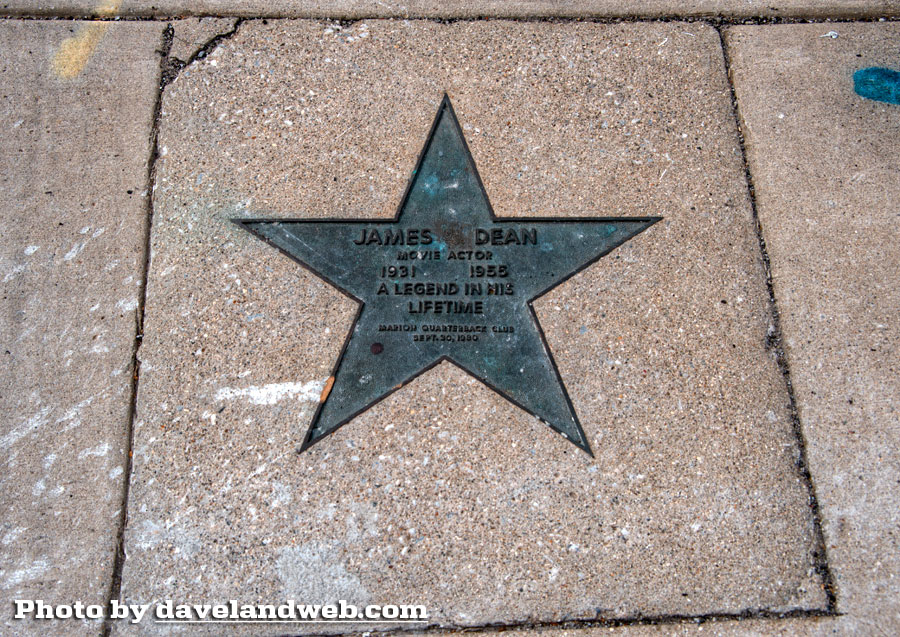 JAMES DEAN
MOVIE ACTOR
1931 1955
A LEGEND IN HIS
LIFETIME
MARION QUARTERBACK CLUB
SEPT. 30, 1980
Photo by davelandweb.com